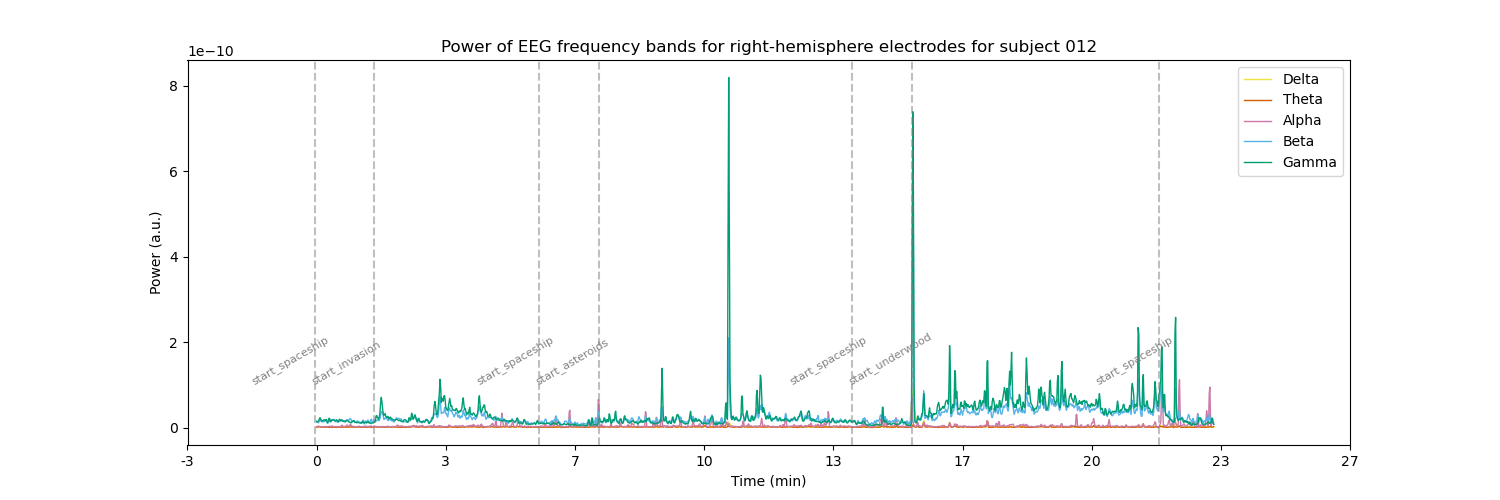 Power of EEG frequency bands for right-hemisphere electrodes for subject 012
1e−10
8
6
4
2
0
Power (a.u.)
start_spaceship
start_invasion
start_spaceship
start_asteroids
start_spaceship
start_underwood
start_spaceship
Delta
Theta
Alpha
Beta
Gamma
-3 0 3 7 10 13 17 20 23 27
Time (min)